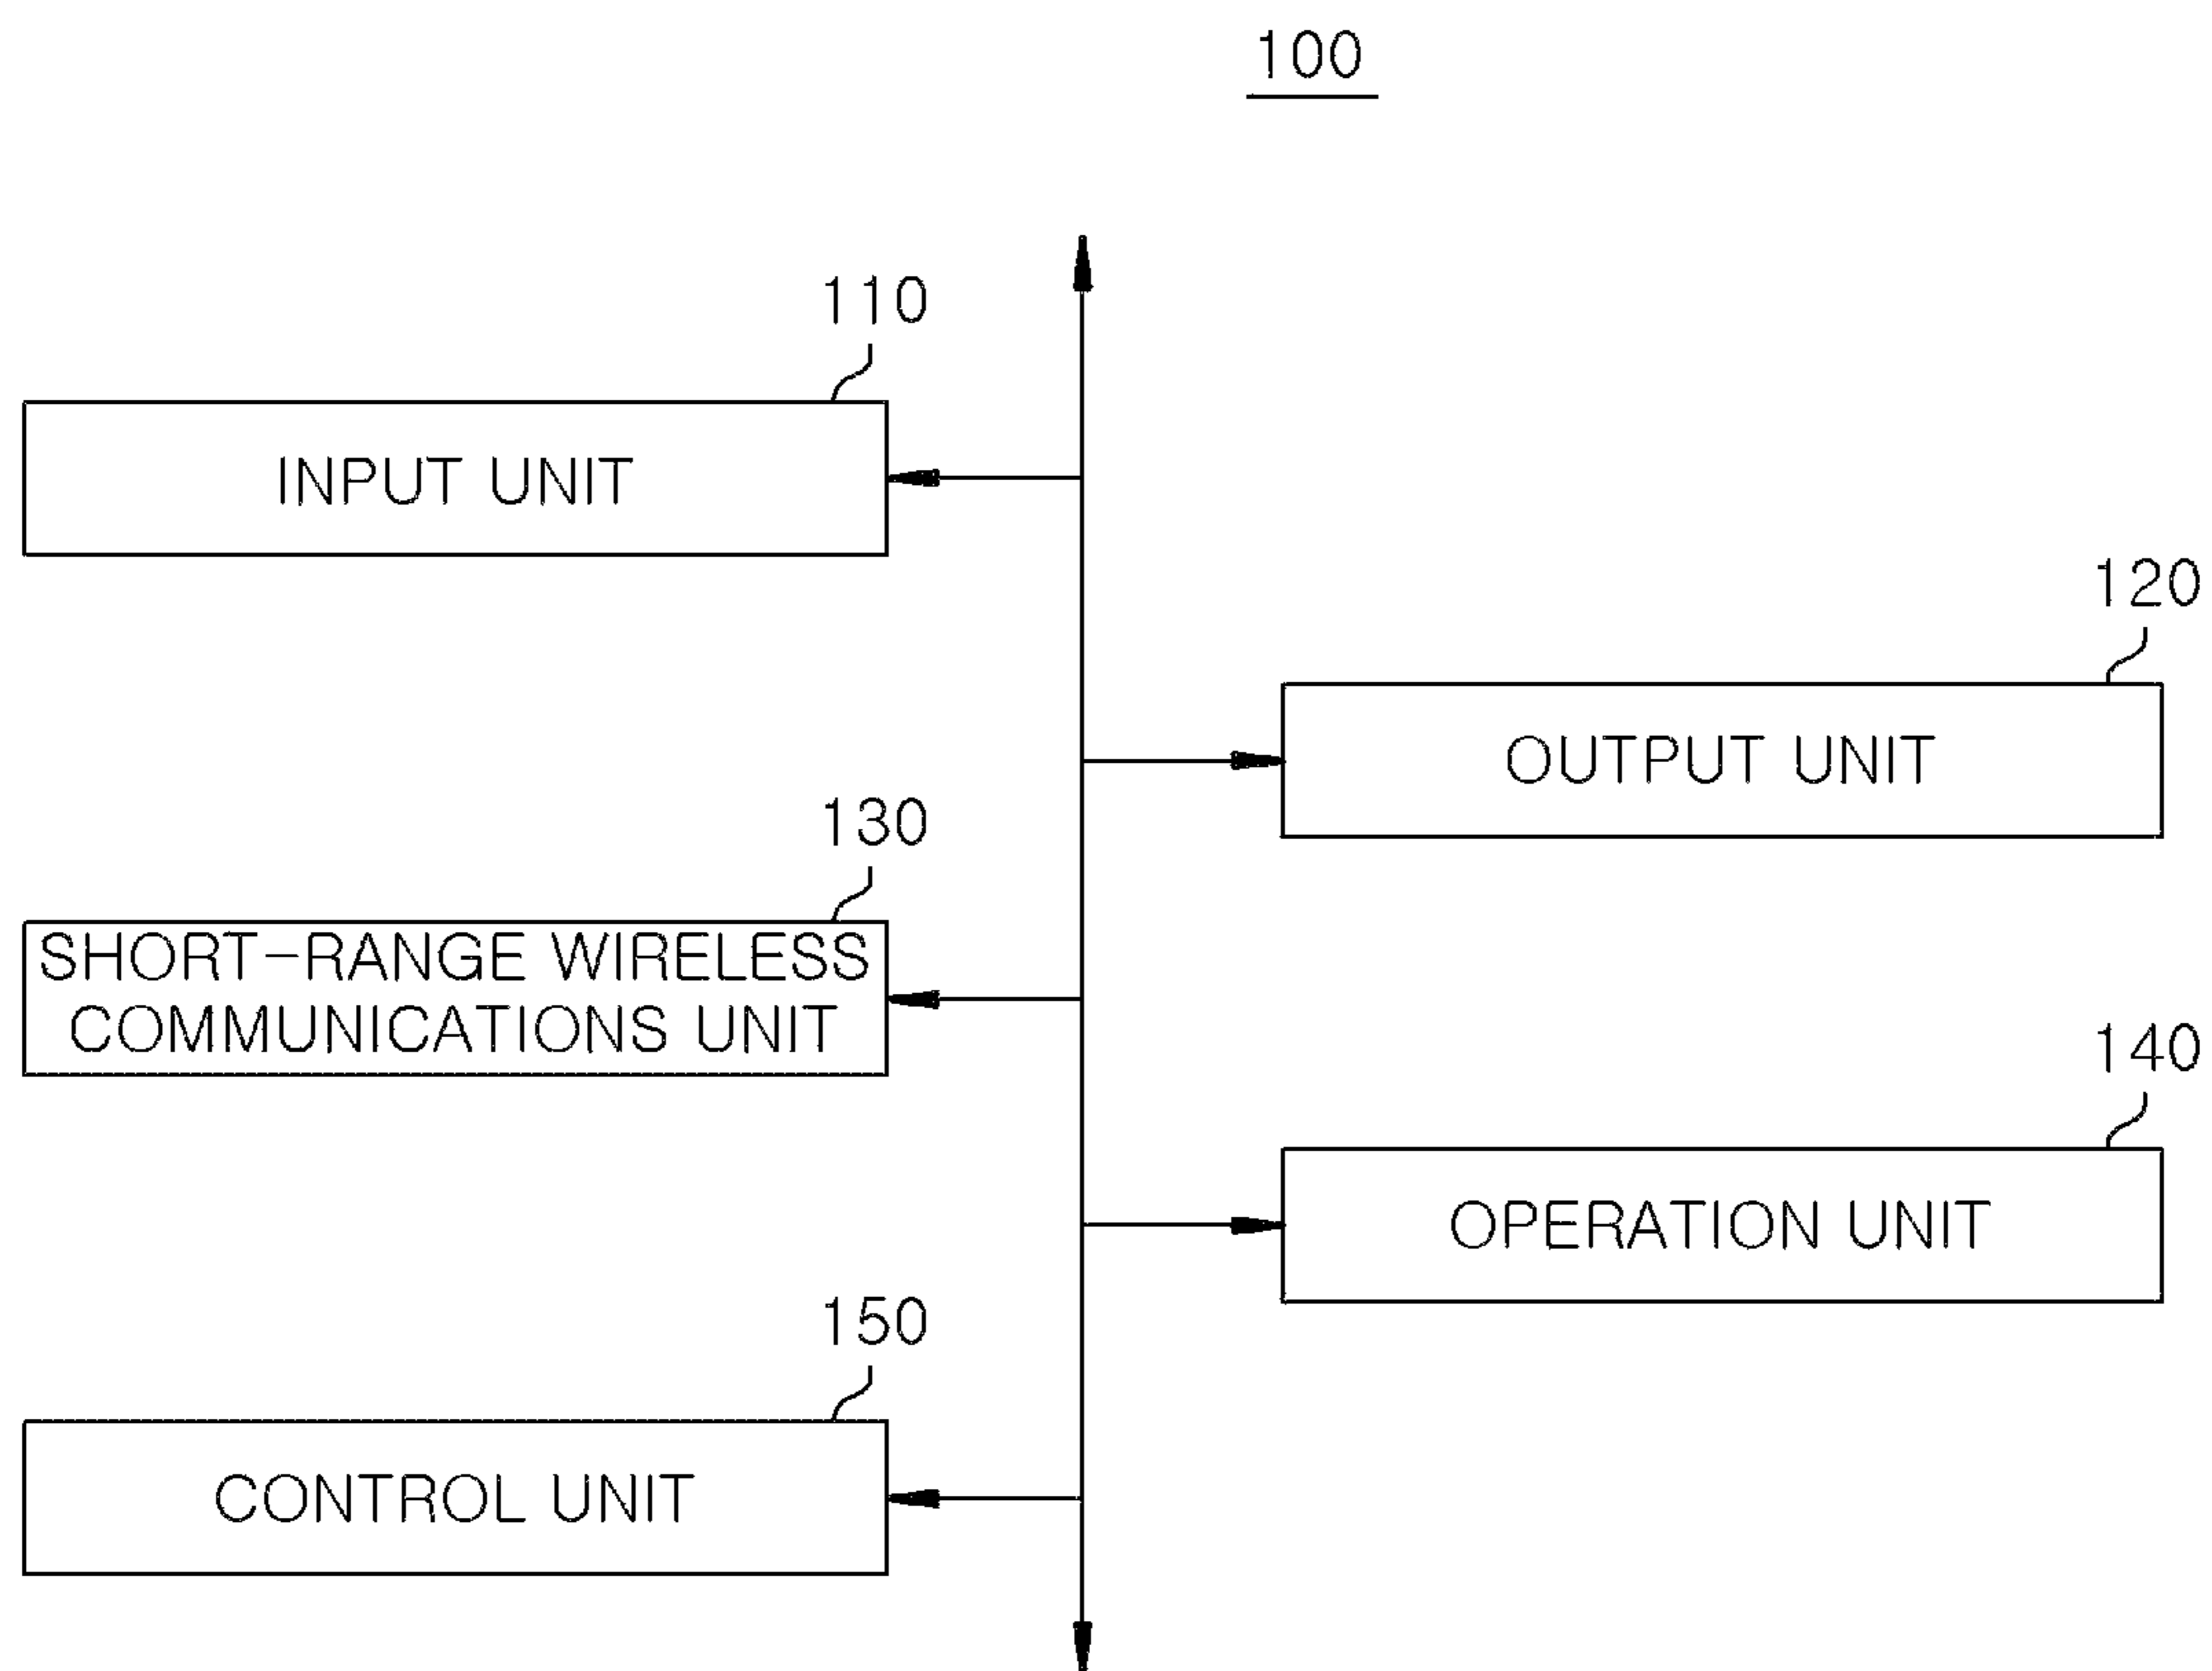 100
110
INPUT UNIT
120
OUTPUT UNIT
130
SHORT-RANGE WIRELESS
COMMUNICATIONS UNIT
140
OPERATION UNIT
150
CONTROL UNIT